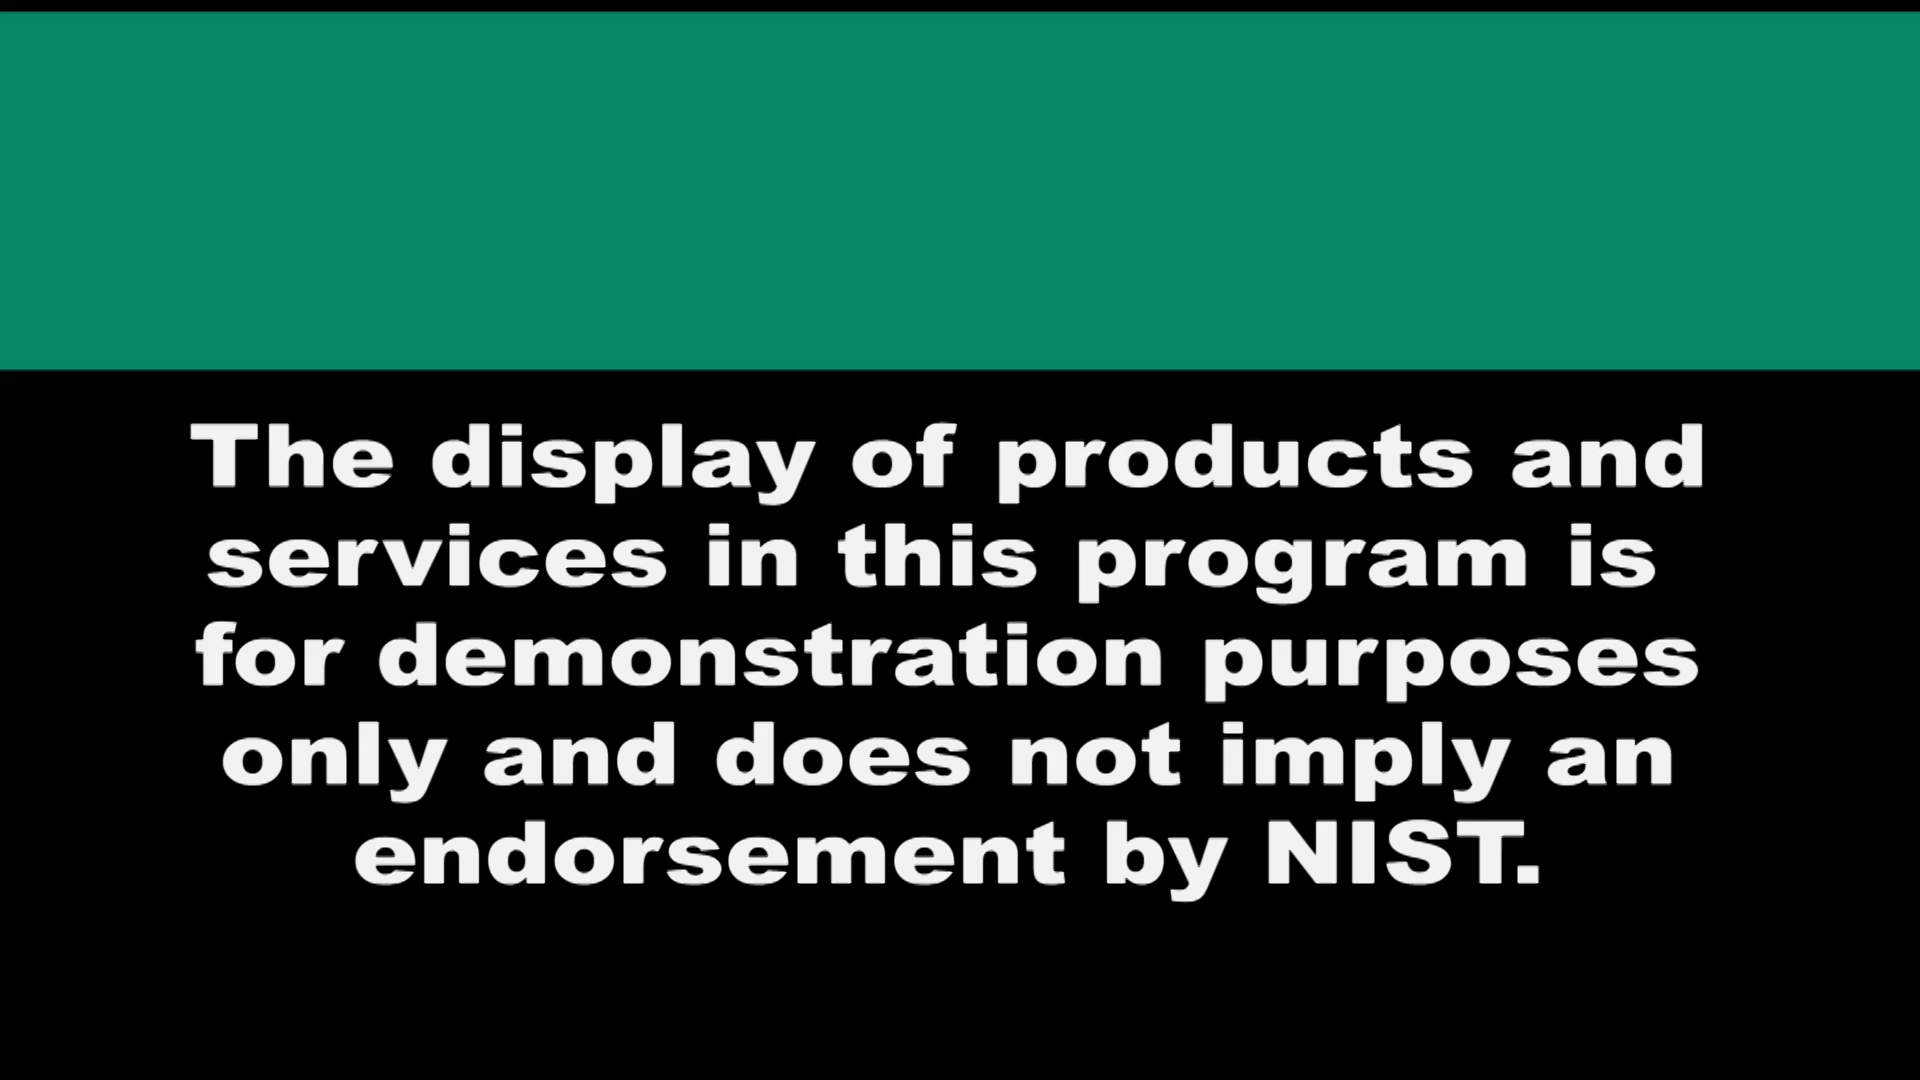 The display of products and
services in this program is
for demonstration purposes
only and does not imply an
endorsement by NIST.